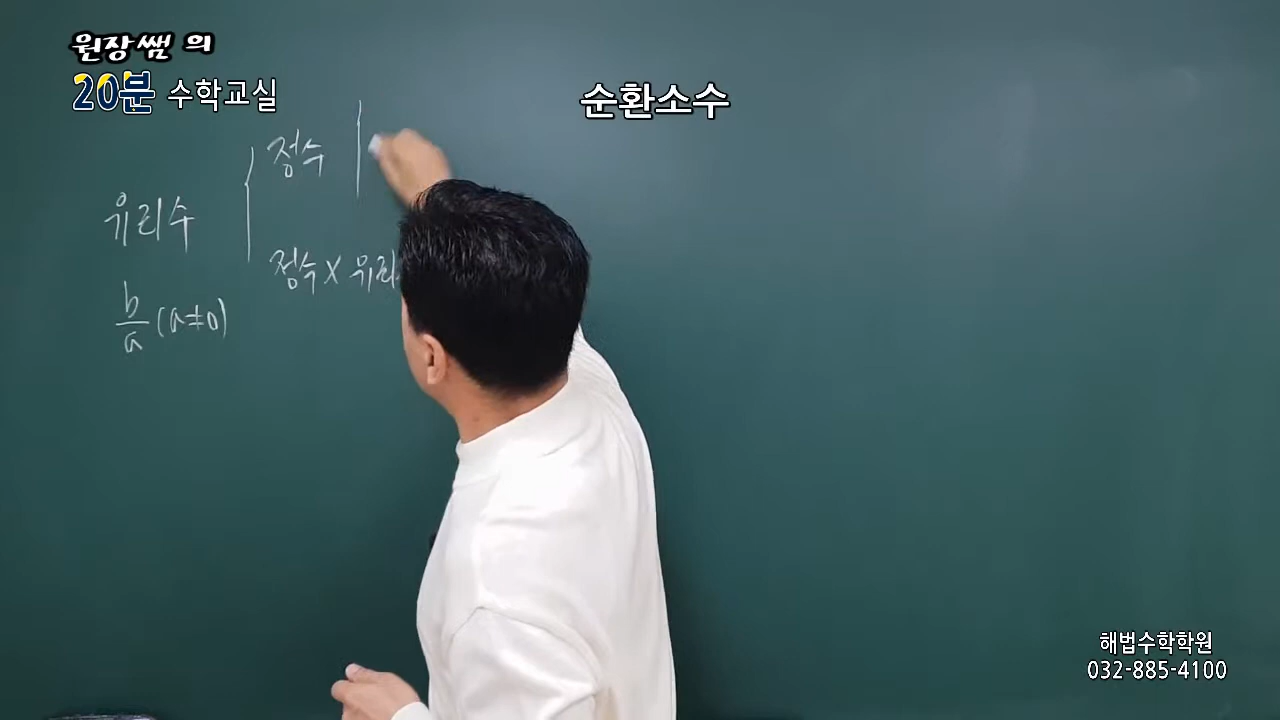 원장쌤 의
20분 수학교실
순환소수
정수
유리수
정수X 유리
b/a (a≠0)
해법수학학원
032-885-4100